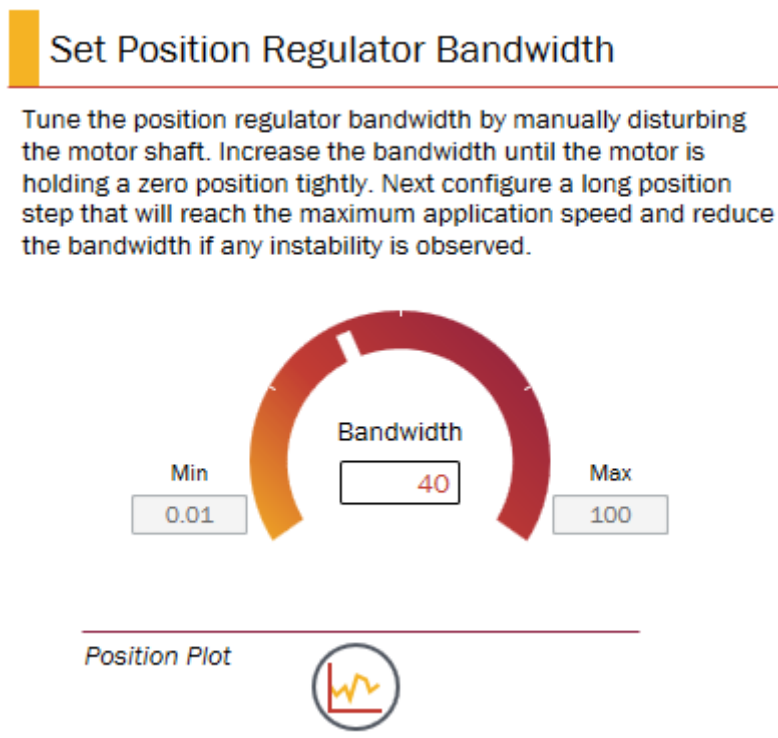 Set Position Regulator Bandwidth
Tune the position regulator bandwidth by manually disturbing
the motor shaft. Increase the bandwidth until the motor is
holding a zero position tightly. Next configure a long position
step that will reach the maximum application speed and reduce
the bandwidth if any instability is observed.
Bandwidth
40
Min
0.01
Max
100
Position Plot